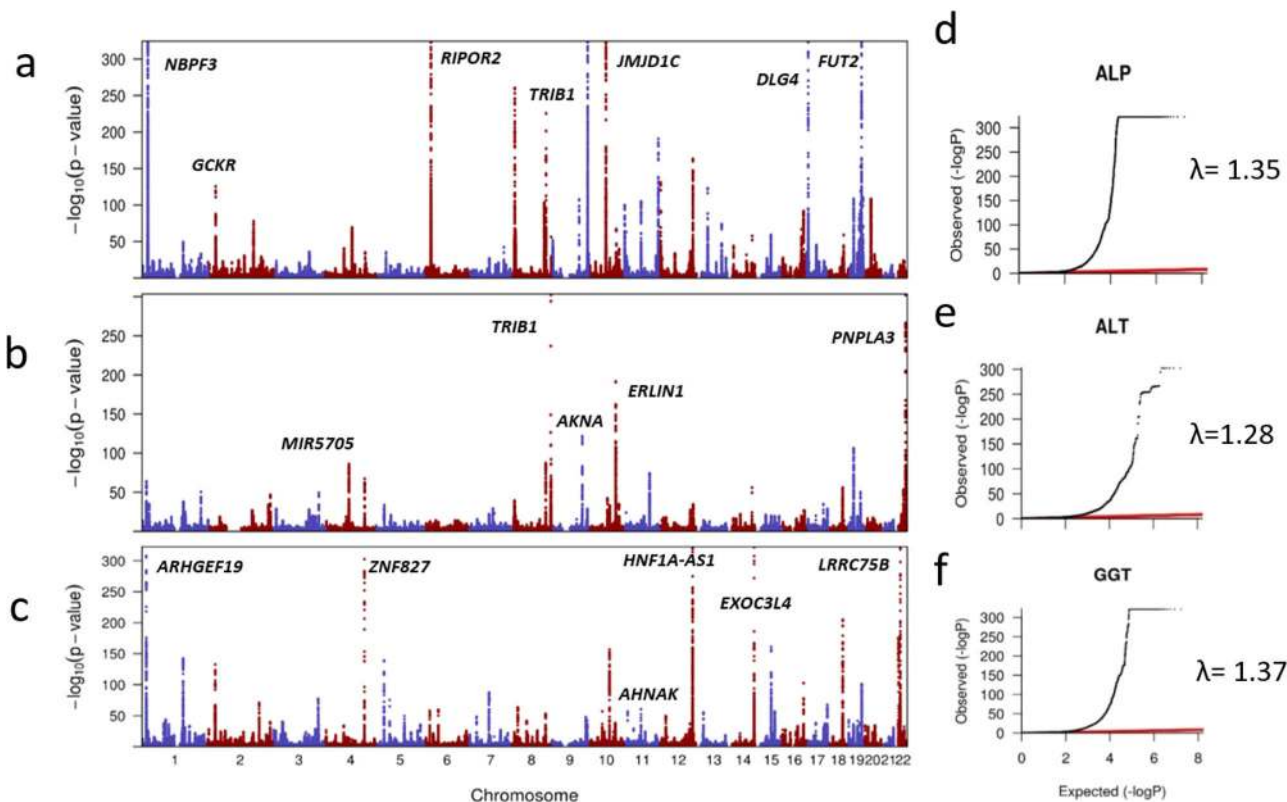 a
−log10(p − value)
300
250
200
150
100
50
NBPF3
GCKR
RIPOR2
TRIB1
JMJD1C
DLG4
FUT2
b
−log10(p − value)
250
200
150
100
50
MIR5705
TRIB1
AKNA
ERLIN1
PNPLA3
c
−log10(p − value)
300
250
200
150
100
50
ARHGEF19
ZNF827
AHNAK
HNF1A-AS1
EXOC3L4
LRRC75B
1 2 3 4 5 6 7 8 9 10 11 12 13 14 15 16 17 18 19 202 122
Chromosome
d
ALP
Observed (-logP)
300
250
200
150
100
50
0
λ= 1.35
e
ALT
Observed (-logP)
300
250
200
150
100
50
0
λ=1.28
f
GGT
Observed (-logP)
300
250
200
150
100
50
0
λ= 1.37
0 2 4 6 8
Expected (-logP)